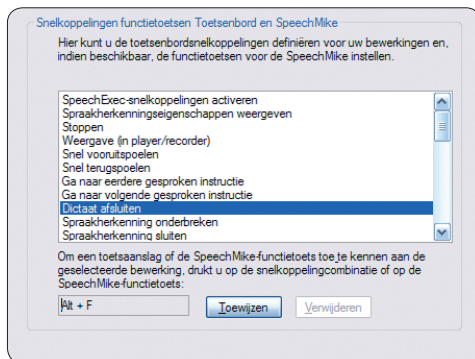 Snelkoppelingen functietoetsen Toetsenbord en SpeechMike
Hier kunt u de toetsenbordsnelkoppelingen definiëren voor uw bewerkingen en,
indien beschikbaar, de functietoetsen voor de SpeechMike instellen.
SpeechExec-snelkoppelingen activeren
Spraakherkenningseigenschappen weergeven
Stoppen
Weergave (in player/recorder)
Snel vooruitspoelen
Snel terugspoelen
Ga naar eerdere gesproken instructie
Ga naar volgende gesproken instructie
Dictaat afsluiten
Spraakherkenning onderbreken
Spraakherkenning sluiten
Om een toetsaanslag of de SpeechMike-functietoets toe te kennen aan de
geselecteerde bewerking, drukt u op de snelkoppelingcombinatie of op de
SpeechMike-functietoets:
Alt + F
Toewijzen
Verwijderen